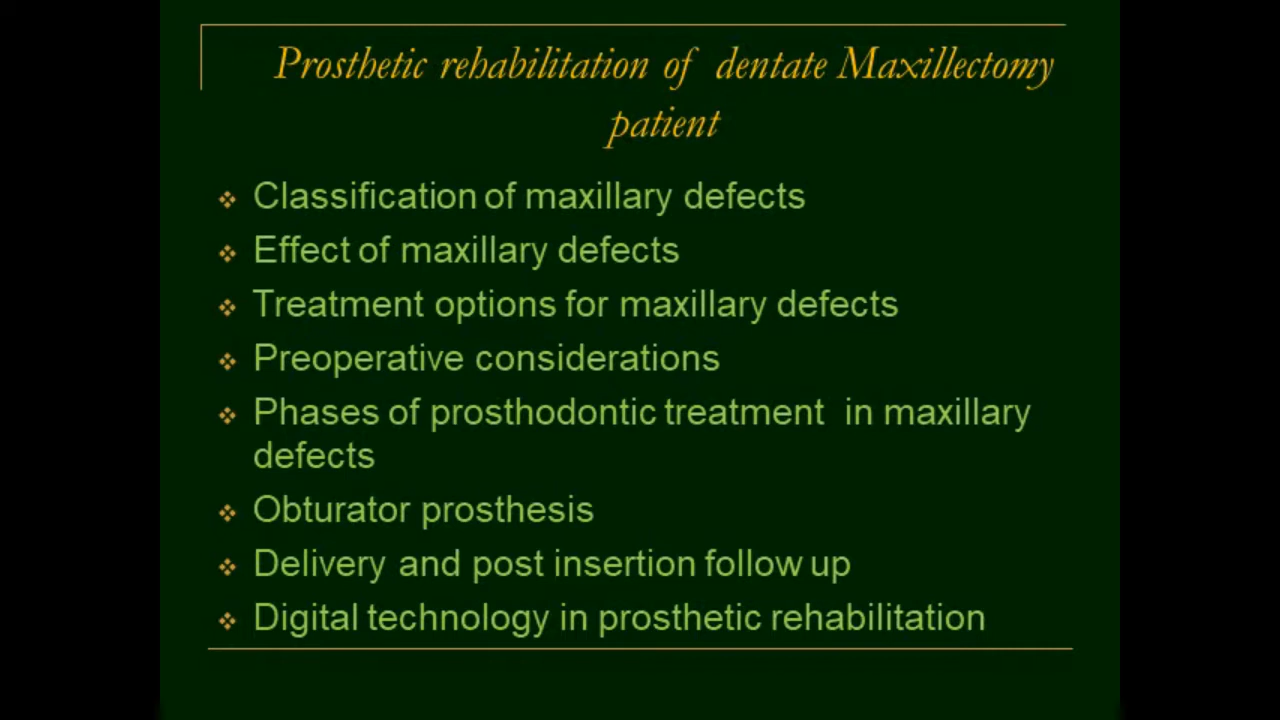 Prosthetic rehabilitation of dentate Maxillectomy
patient
Classification of maxillary defects
Effect of maxillary defects
Treatment options for maxillary defects
Preoperative considerations
Phases of prosthodontic treatment in maxillary
defects
Obturator prosthesis
Delivery and post insertion follow up
Digital technology in prosthetic rehabilitation